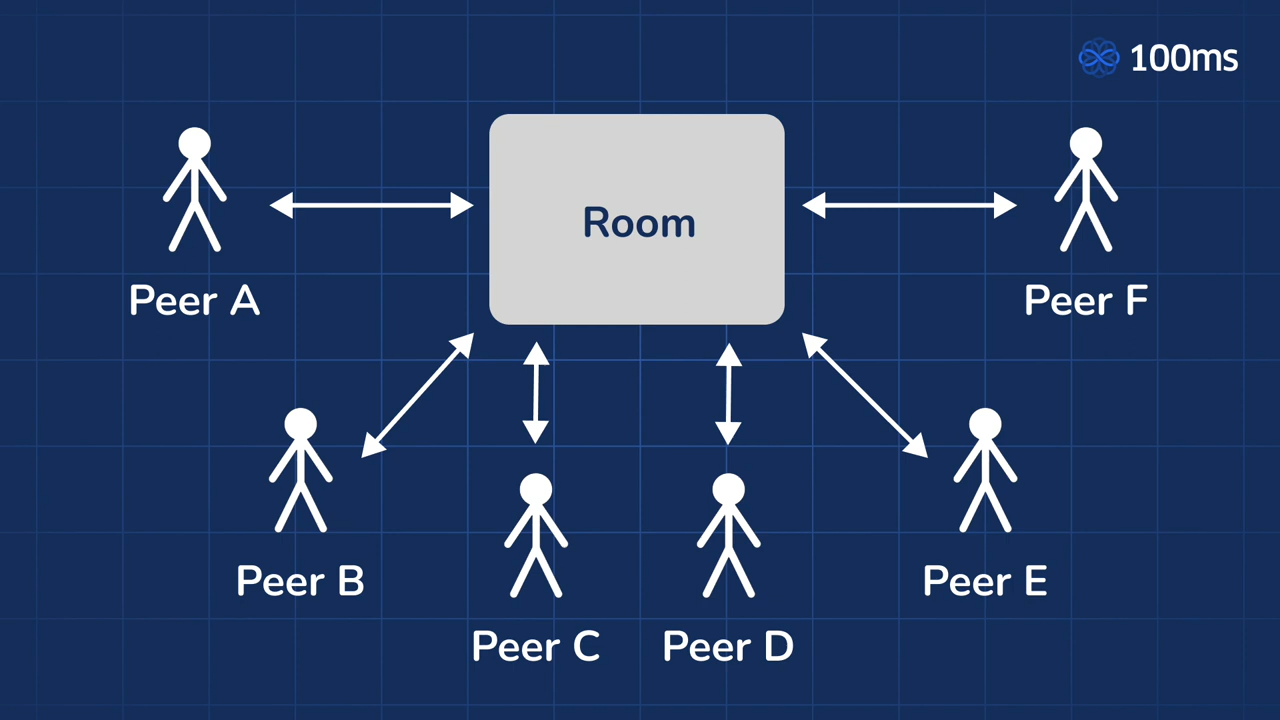 100ms
Room
Peer A
Peer F
Peer B
Peer E
Peer C
Peer D